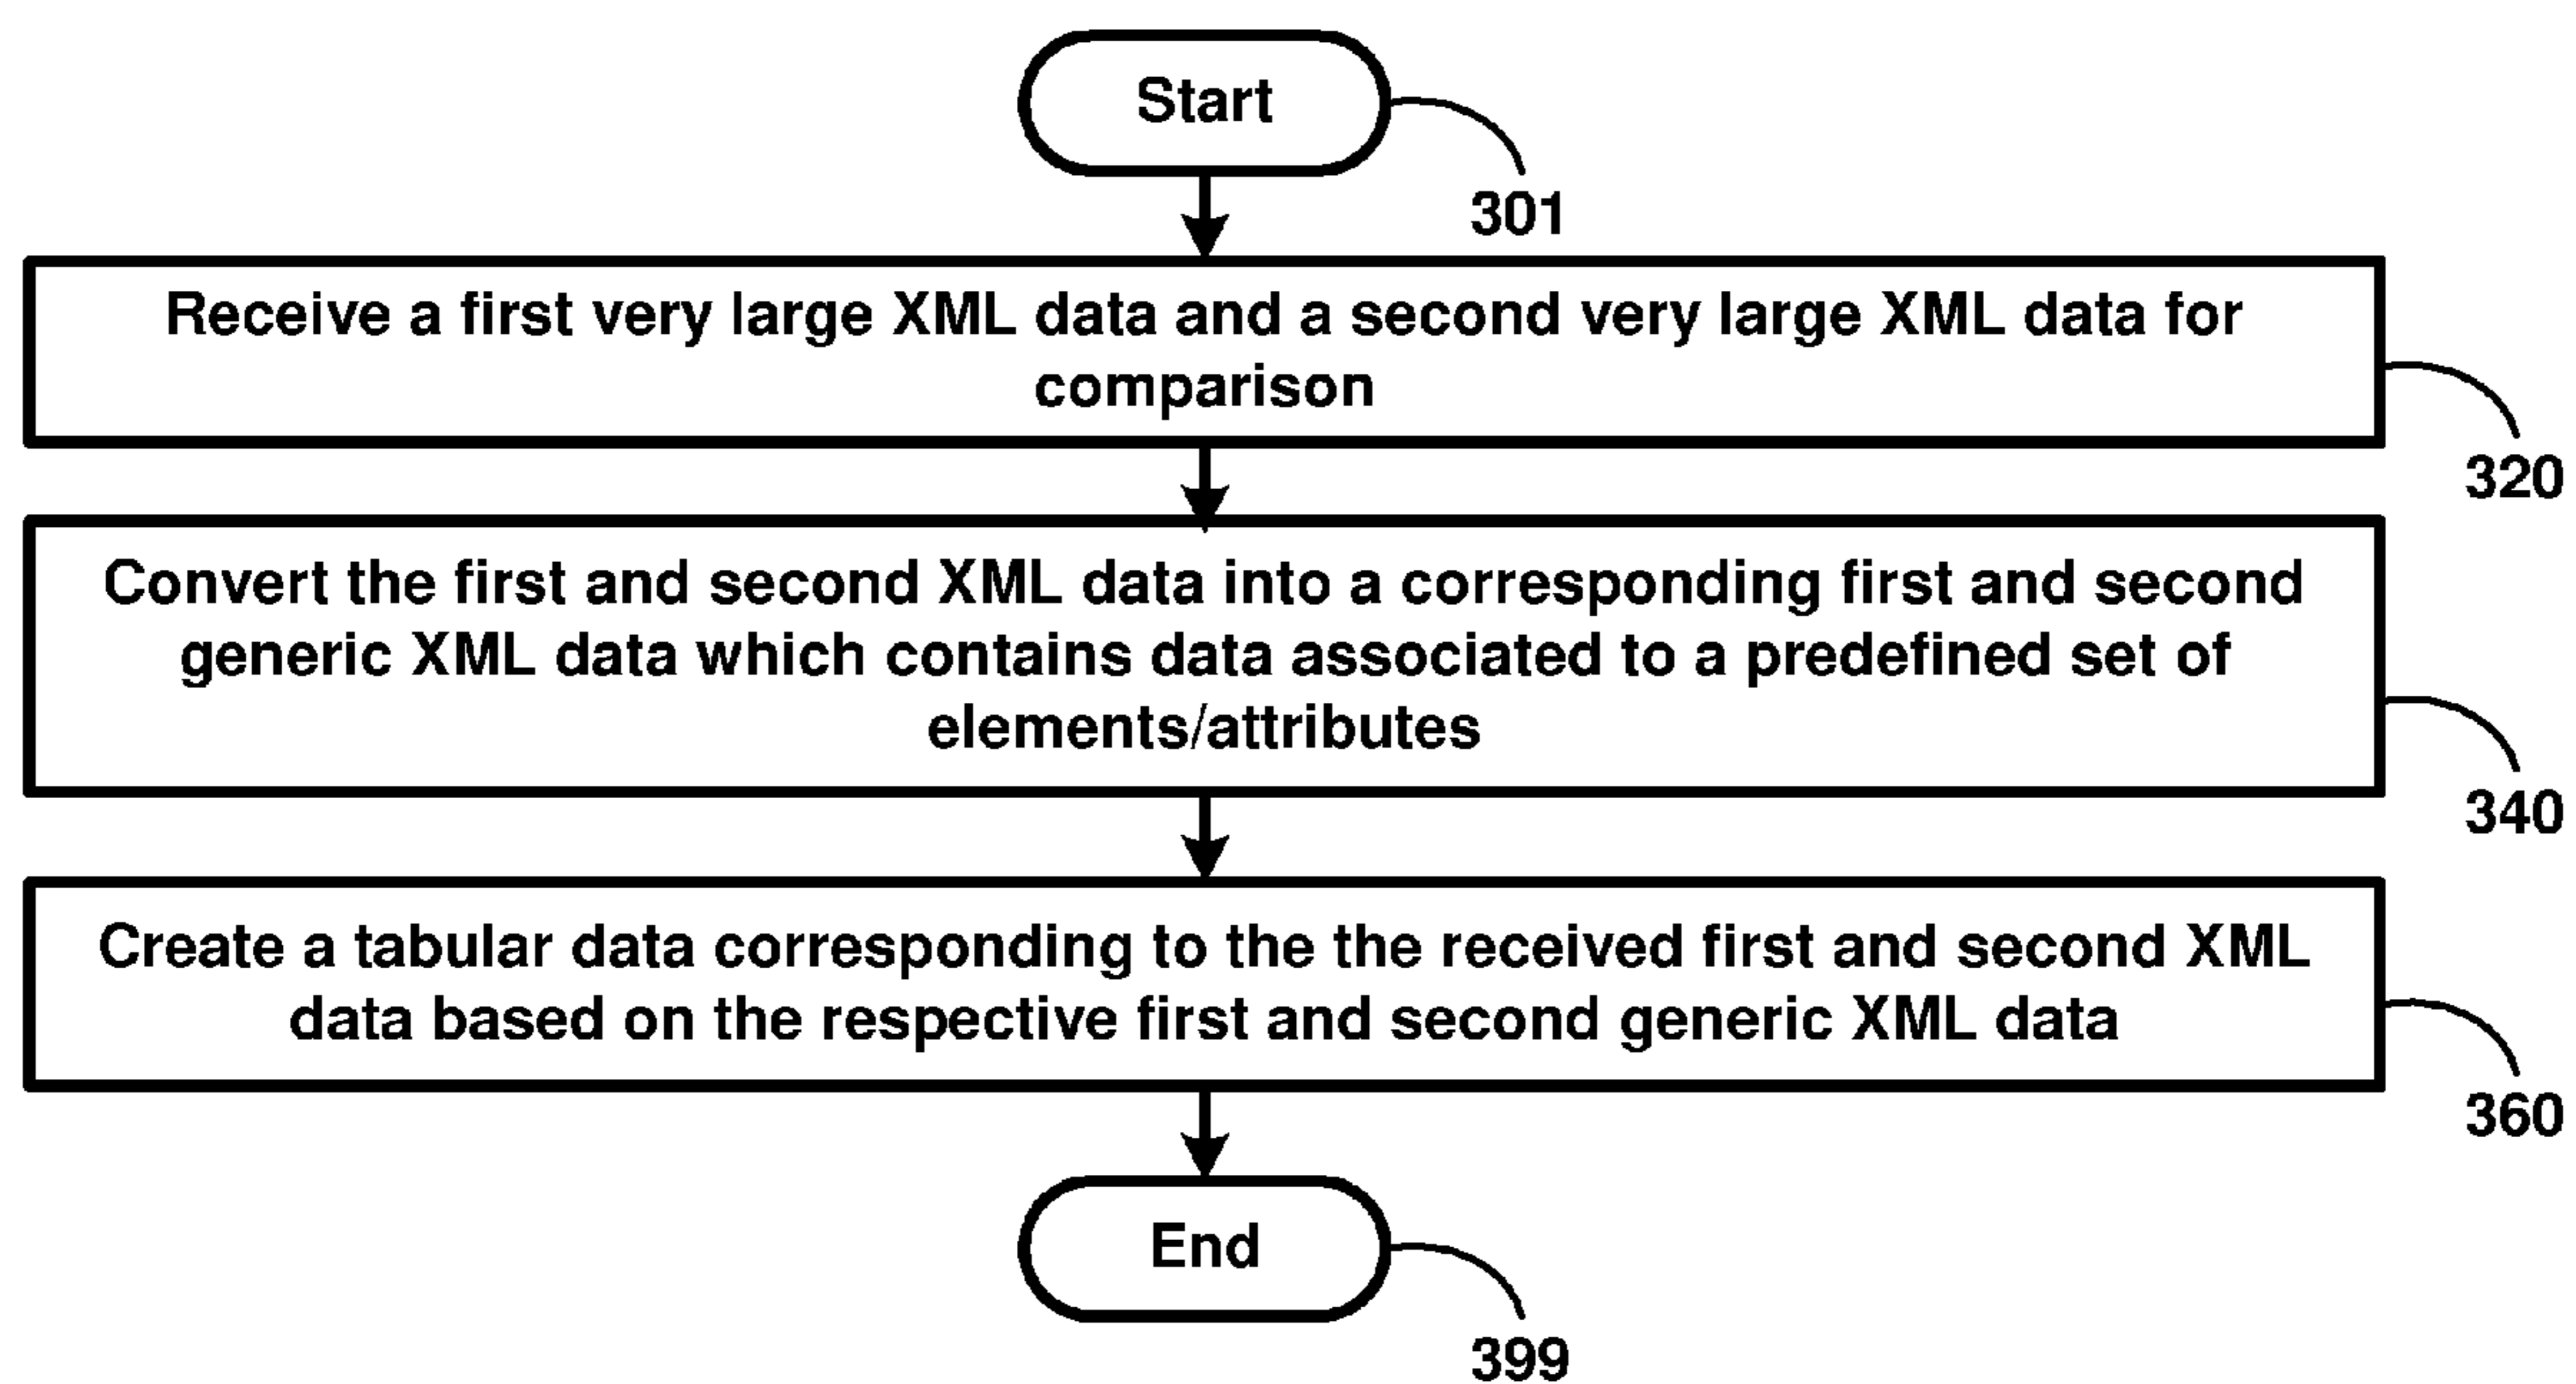 Start
301
Receive a first very large XML data and a second very large XML data for
comparison
320
Convert the first and second XML data into a corresponding first and second
generic XML data which contains data associated to a predefined set of
elements/attributes
340
Create a tabular data corresponding to the the received first and second XML
data based on the respective first and second generic XML data
360
End
399